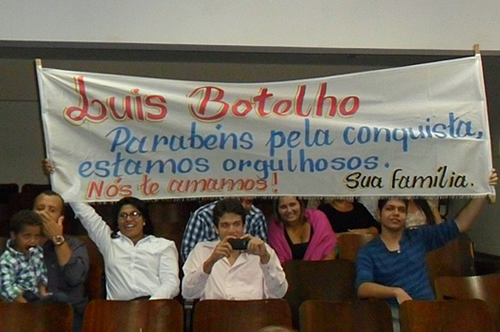 Luis Botelho
Parabéns pela conquista,
estamos orgulhosos.
Nós te amamos! Sua família.